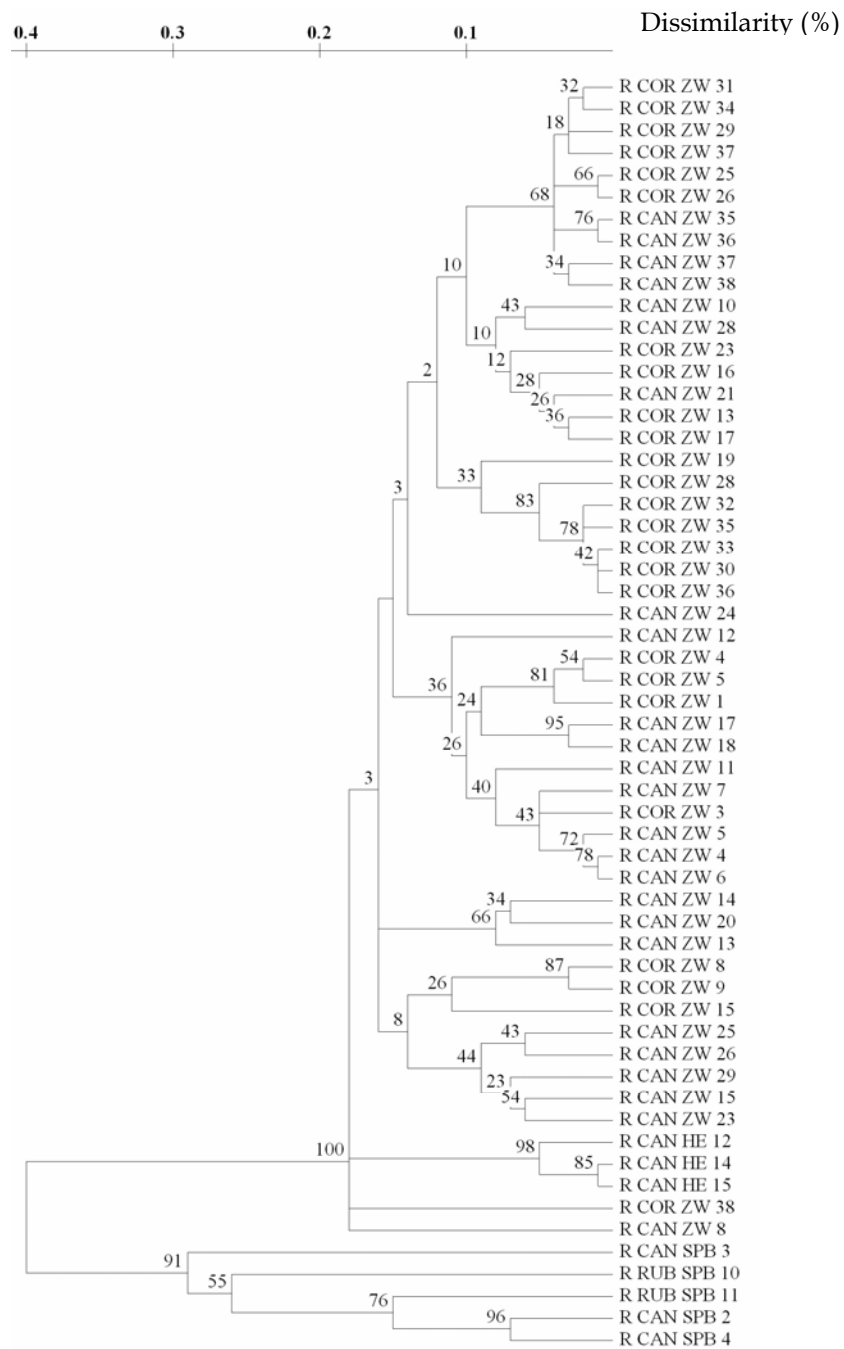 Dissimilarity (%)
0.4 0.3 0.2 0.1
32 R COR ZW 31
R COR ZW 34
18 R COR ZW 29
R COR ZW 37
66 R COR ZW 25
68 R COR ZW 26
76 R CAN ZW 35
R CAN ZW 36
10 34 R CAN ZW 37
R CAN ZW 38
43 R CAN ZW 10
10 R CAN ZW 28
12 R COR ZW 23
2 28 R COR ZW 16
26 R CAN ZW 21
36 R COR ZW 13
R COR ZW 17
R COR ZW 19
3 33 R COR ZW 28
83 R COR ZW 32
78 R COR ZW 35
42 R COR ZW 33
R COR ZW 30
R COR ZW 36
R CAN ZW 24
R CAN ZW 12
54 R COR ZW 4
36 81 R COR ZW 5
24 R COR ZW 1
95 R CAN ZW 17
26 R CAN ZW 18
R CAN ZW 11
3 40 R CAN ZW 7
43 R COR ZW 3
72 R CAN ZW 5
78 R CAN ZW 4
R CAN ZW 6
34 R CAN ZW 14
66 R CAN ZW 20
R CAN ZW 13
87 R COR ZW 8
26 R COR ZW 9
R COR ZW 15
8 43 R CAN ZW 25
44 R CAN ZW 26
23 R CAN ZW 29
54 R CAN ZW 15
R CAN ZW 23
100 98 R CAN HE 12
85 R CAN HE 14
R CAN HE 15
R COR ZW 38
R CAN ZW 8
91 R CAN SPB 3
55 R RUB SPB 10
76 R RUB SPB 11
96 R CAN SPB 2
R CAN SPB 4